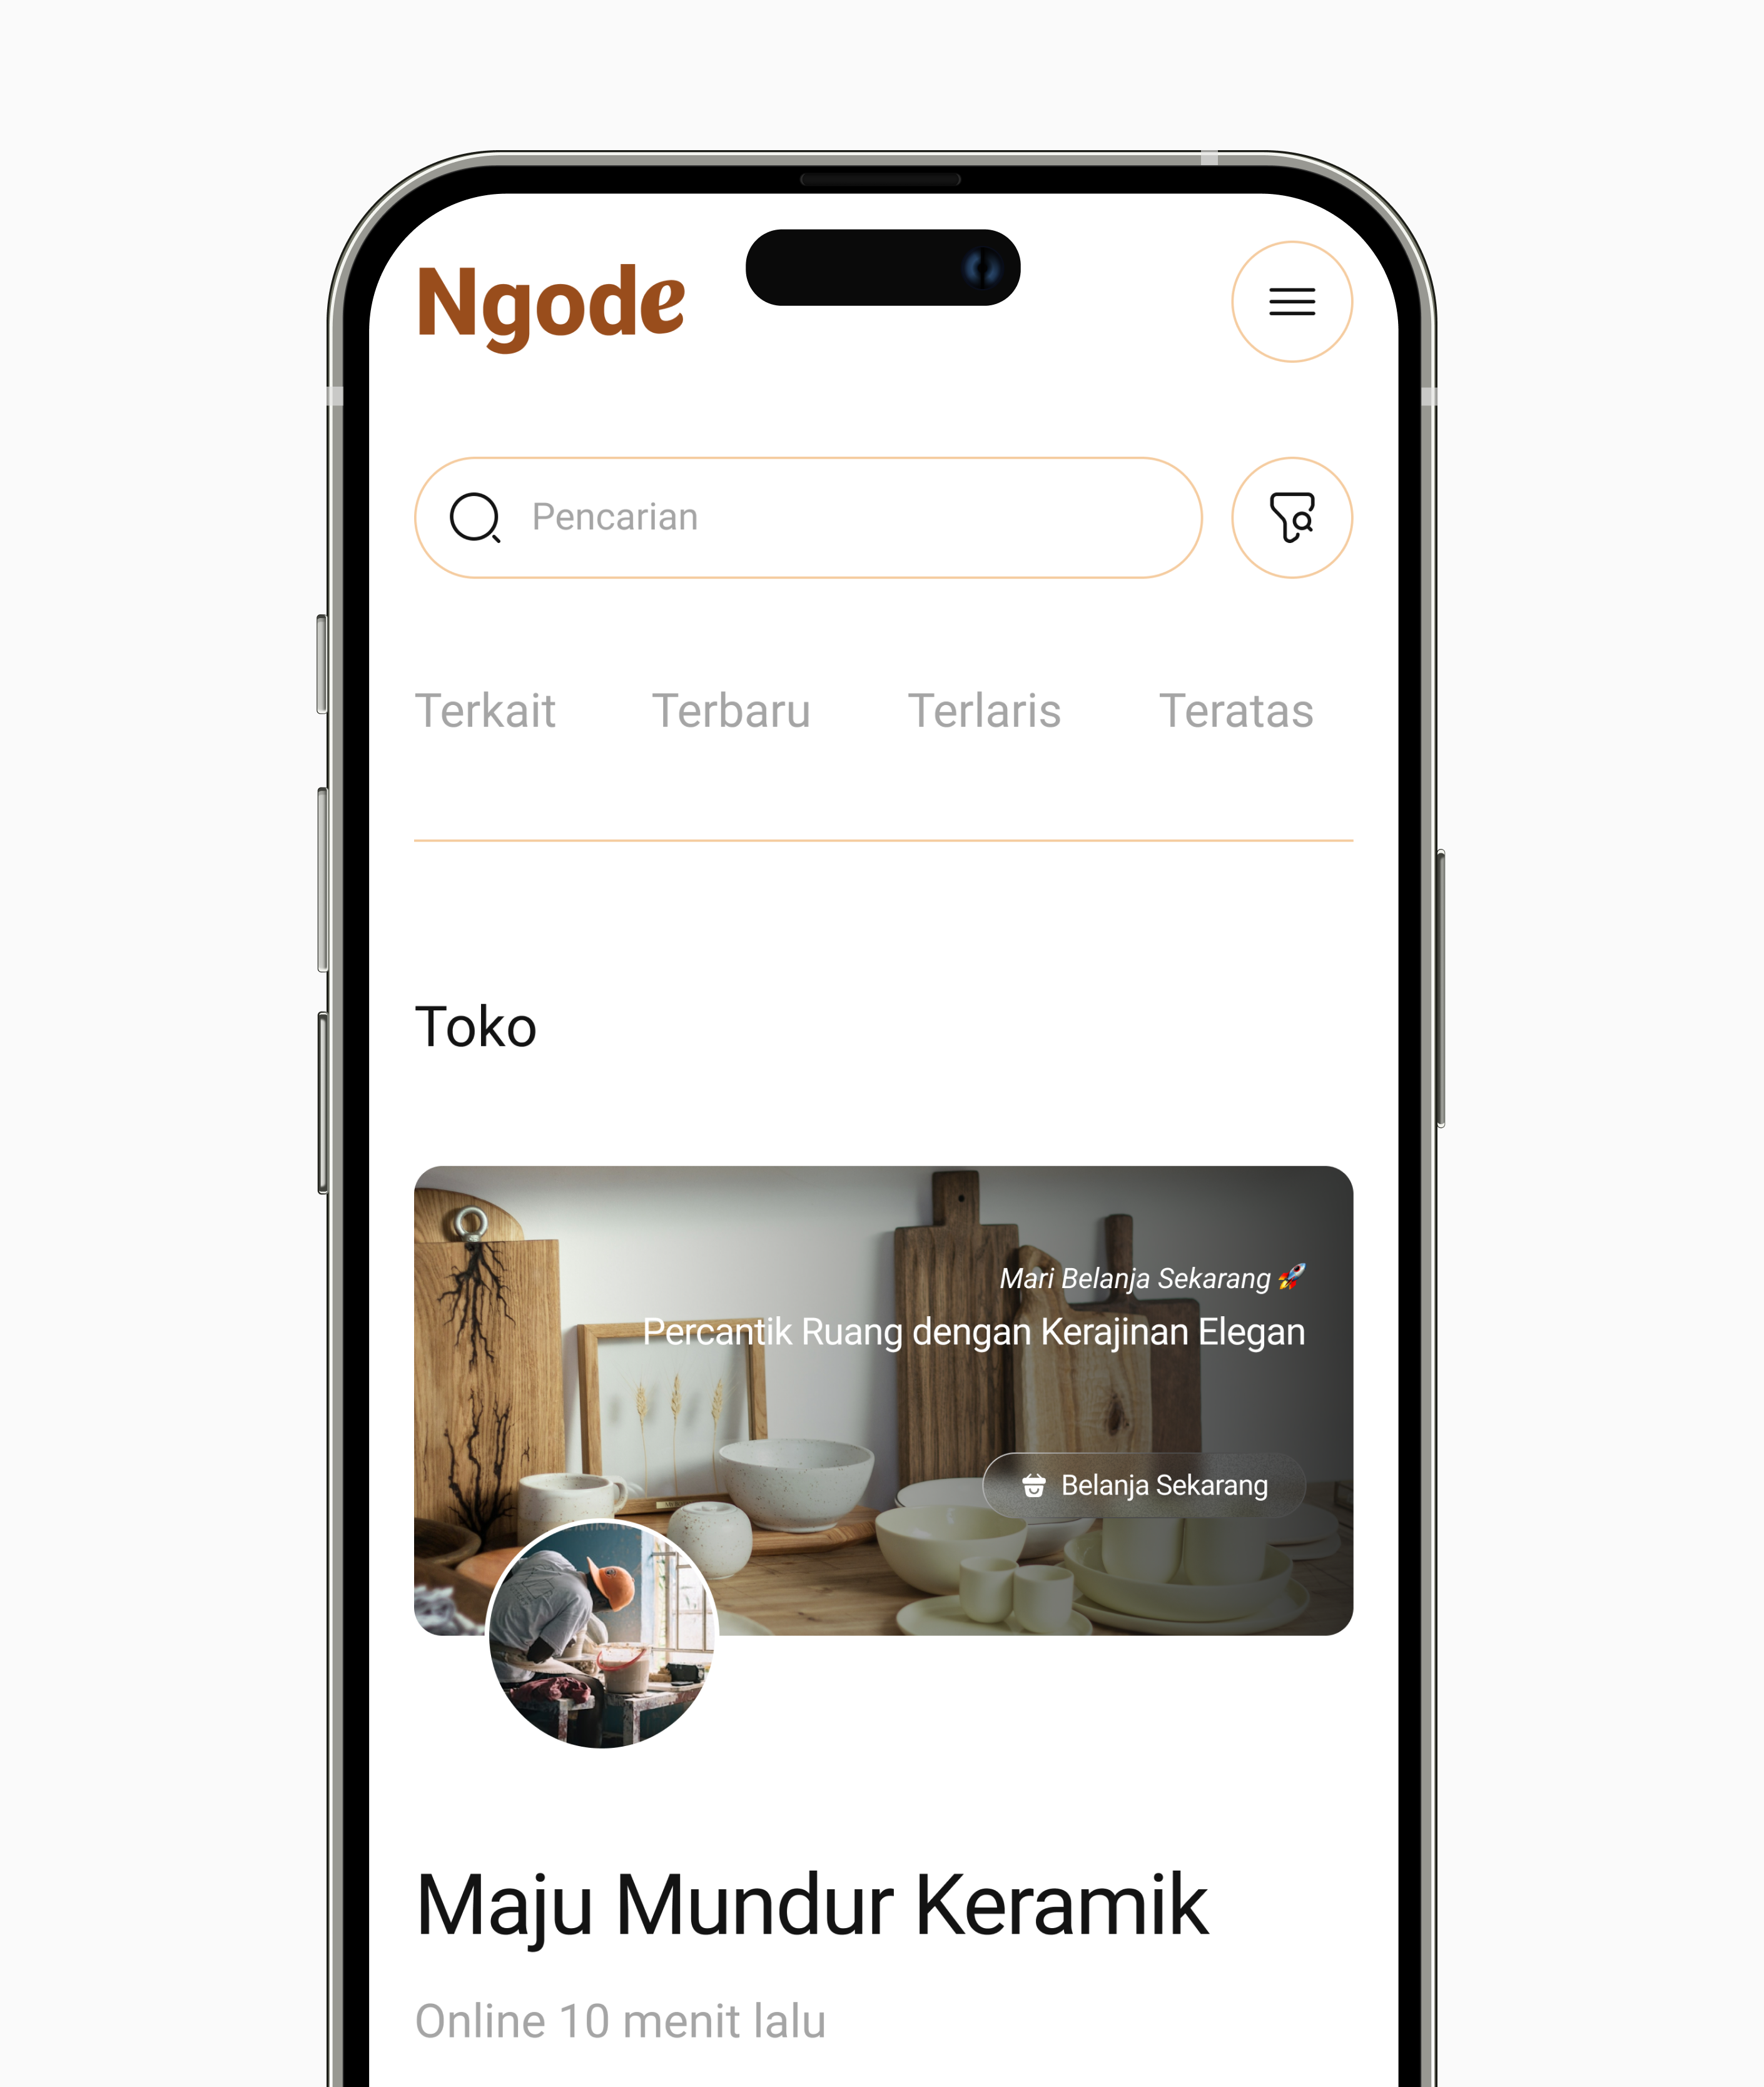 Ngode
Pencarian
Terkait Terbaru Terlaris Teratas
Toko
Mari Belanja Sekarang 🚀
Percantik Ruang dengan Kerajinan Elegan
Belanja Sekarang
Maju Mundur Keramik
Online 10 menit lalu